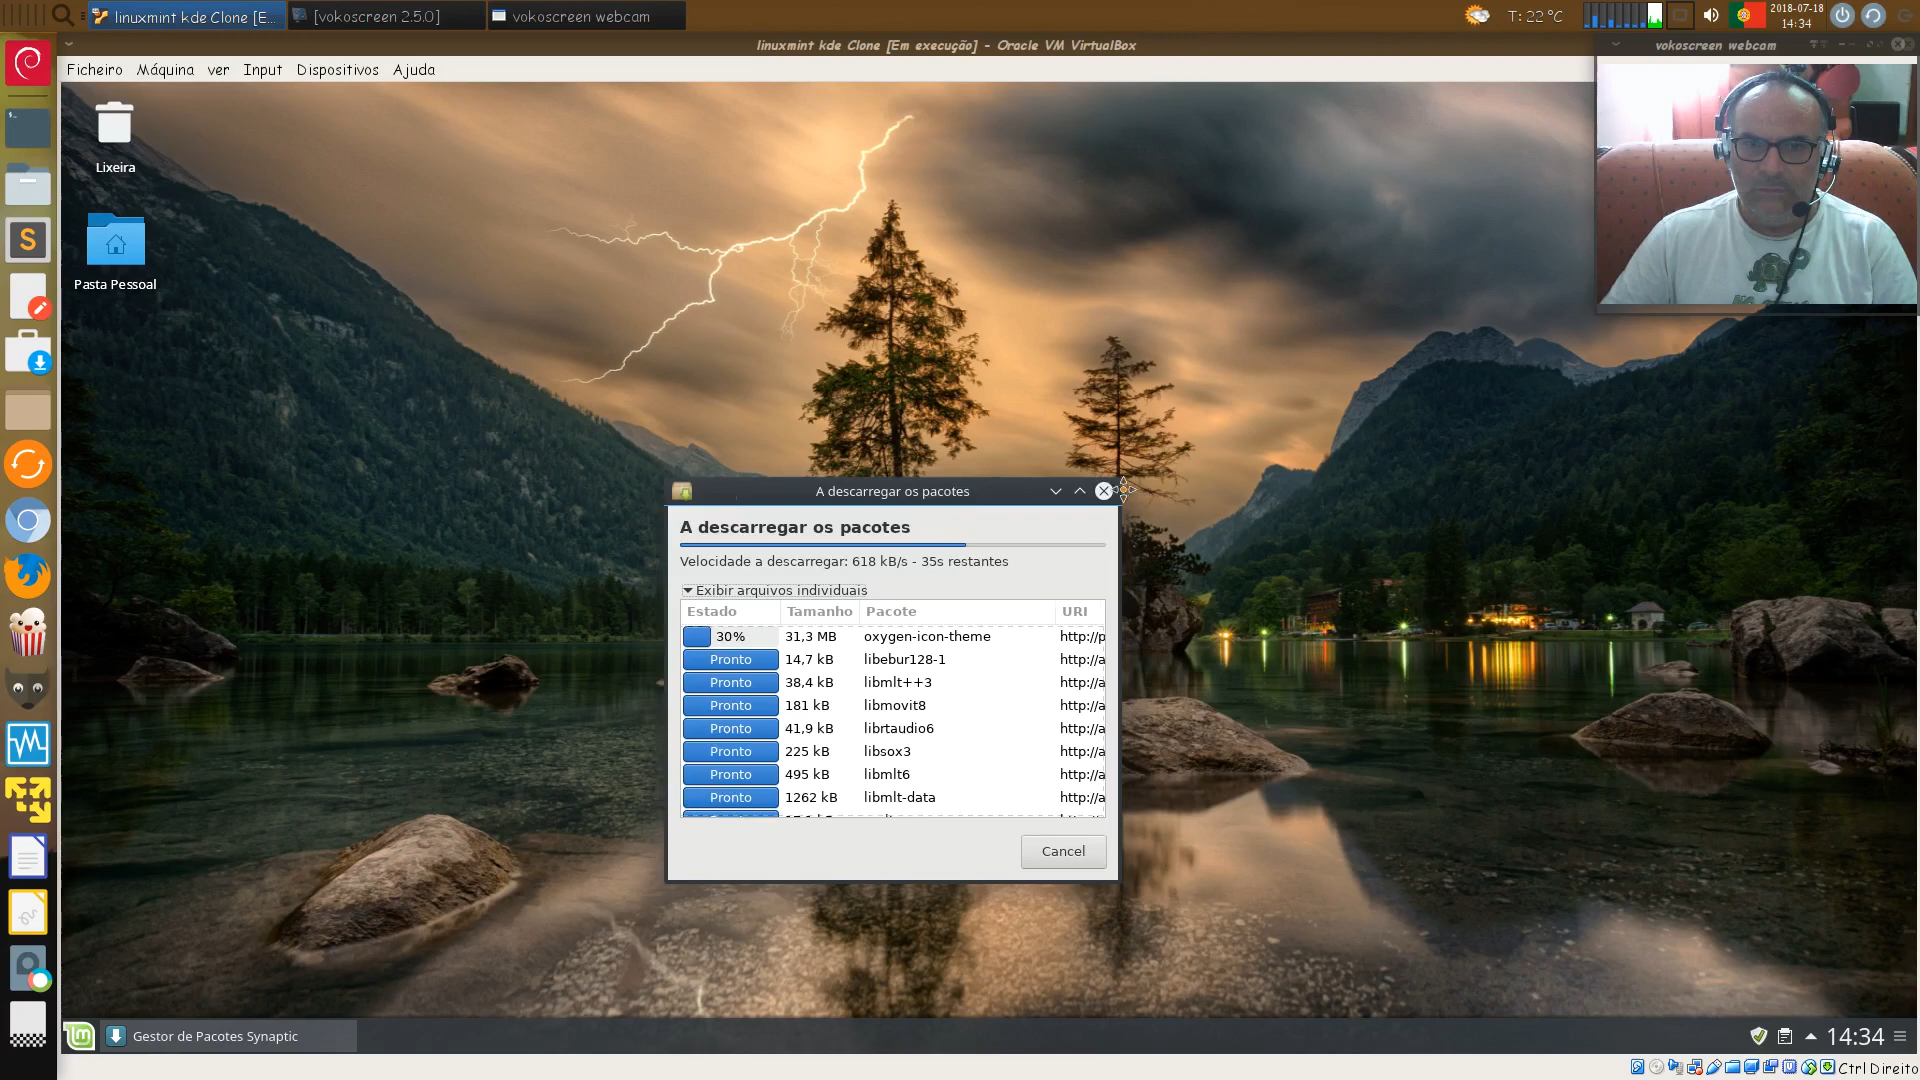 linuxmint kde Clone [E...
[vokoscreen 2.5.0]
vokoscreen webcam
T: 22 °C
2018-07-18
14:34
linuxmint kde Clone [Em execução] - Oracle VM VirtualBox
vokoscreen webcam
Ficheiro Máquina ver Input Dispositivos Ajuda
Lixeira
Pasta Pessoal
A descarregar os pacotes
A descarregar os pacotes
Velocidade a descarregar: 618 kB/s - 35s restantes
Exibir arquivos individuais
Estado Tamanho Pacote URI
30% 31,3 MB oxygen-icon-theme http://p
Pronto 14,7 kB libebur128-1 http://a
Pronto 38,4 kB libmlt++3 http://a
Pronto 181 kB libmovit8 http://a
Pronto 41,9 kB librtaudio6 http://a
Pronto 225 kB libsox3 http://a
Pronto 495 kB libmlt6 http://a
Pronto 1262 kB libmlt-data http://a
Cancel
Gestor de Pacotes Synaptic
14:34
Ctrl Direito